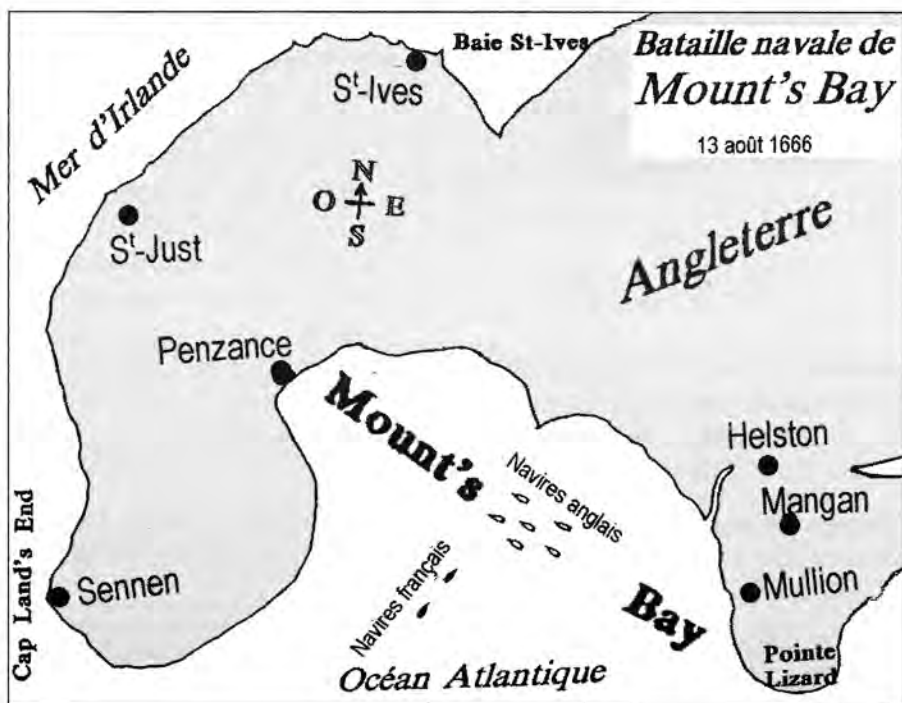 Bataille navale de
Mount's Bay
13 août 1666
Baie St-Ives
St-Ives
Mer d'Irlande
N
O E
S
St-Just
Angleterre
Penzance
Mount's
Bay
Navires anglais
Navires français
Helston
Mangan
Mullion
Pointe
Lizard
Cap Land's End
Sennen
Océan Atlantique